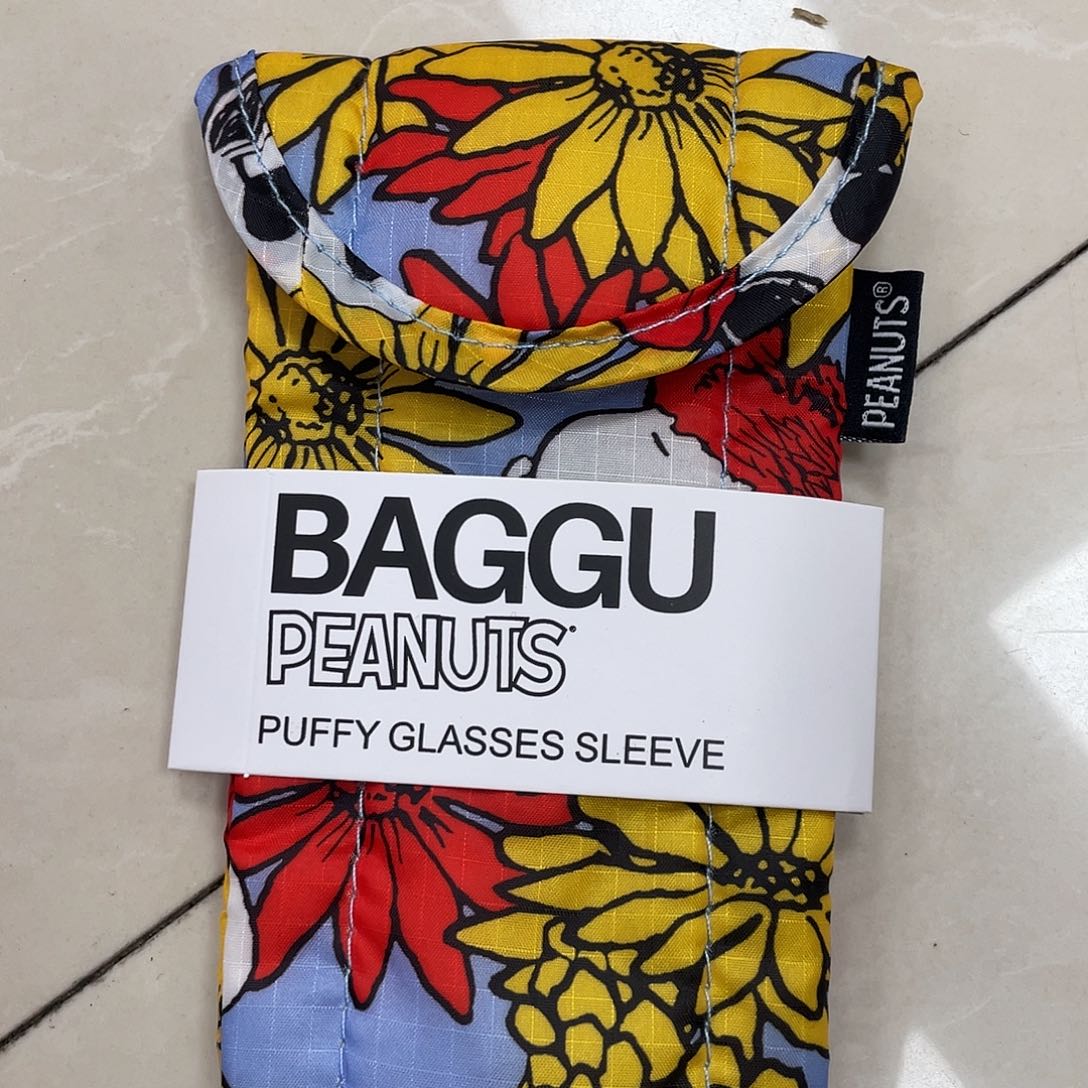 PEANUTS®
BAGGU
PEANUTS
PUFFY GLASSES SLEEVE